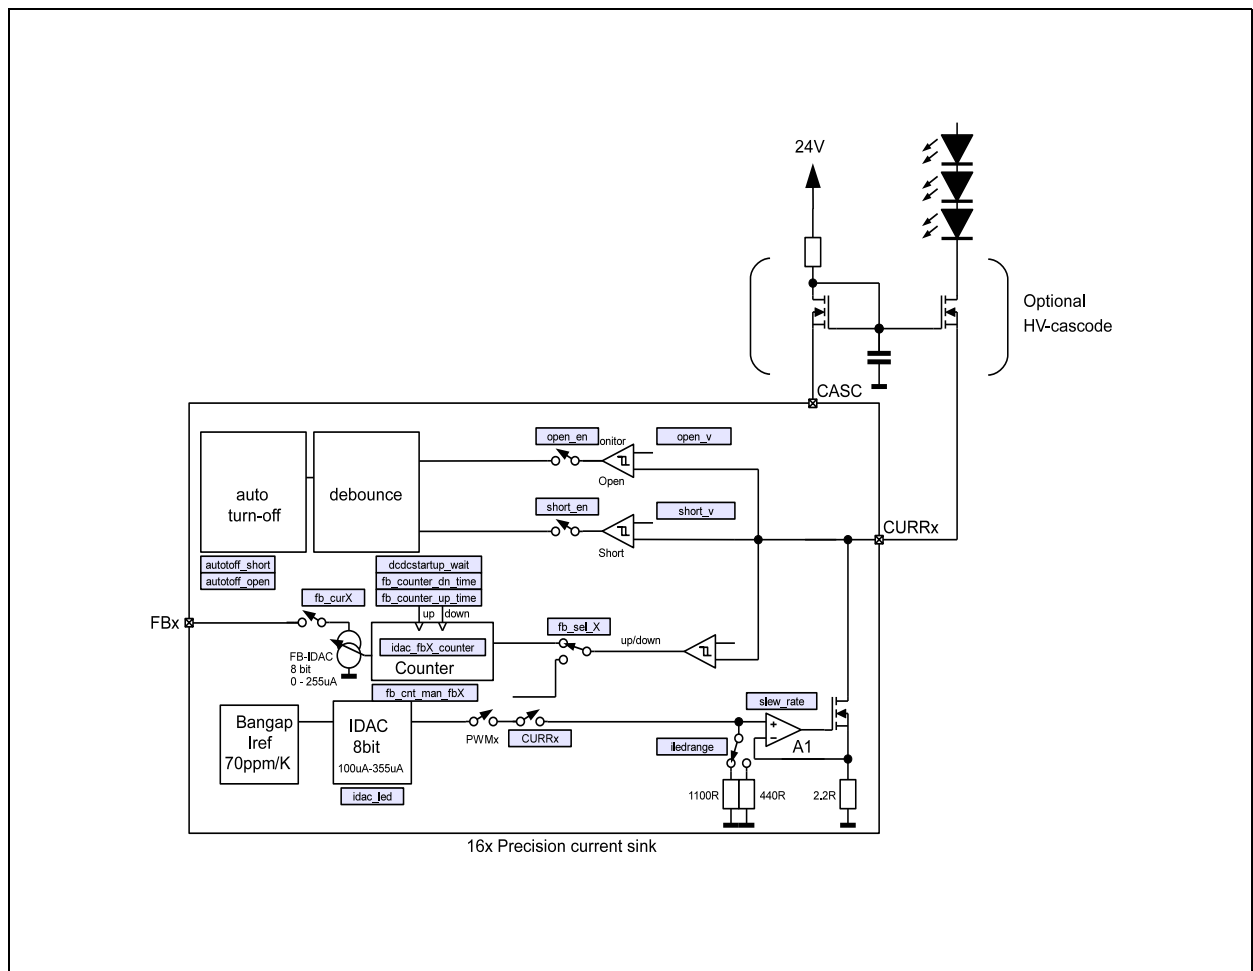 24V
Optional
HV-cascode
CASC
open_en
onitor
open_v
Open
auto
turn-off
debounce
short_en
short_v
Short
CURRx
autotoff_short
autotoff_open
dcdcstartup_wait
fb_counter_dn_time
fb_counter_up_time
fb_curX
up down
fb_sel_X
FBx
up/down
idac_fbX_counter
Counter
FB-IDAC
8 bit
0 - 255uA
fb_cnt_man_fbX
slew_rate
Bangap
Iref
70ppm/K
IDAC
8bit
100uA-355uA
PWMx
CURRx
iledrange
A1
1100R
440R
2.2R
idac_led
16x Precision current sink